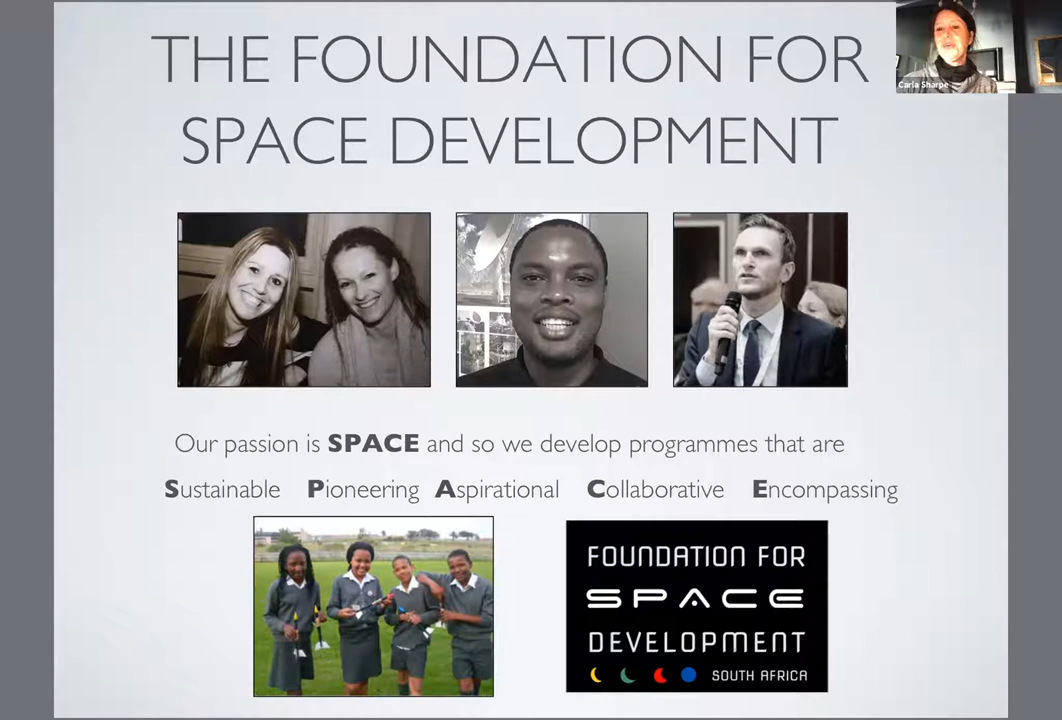 THE FOUNDATION FOR
SPACE DEVELOPMENT
Carla Sharpe
Our passion is SPACE and so we develop programmes that are
Sustainable Pioneering Aspirational Collaborative Encompassing
FOUNDATION FOR
SPACE
DEVELOPMENT
SOUTH AFRICA